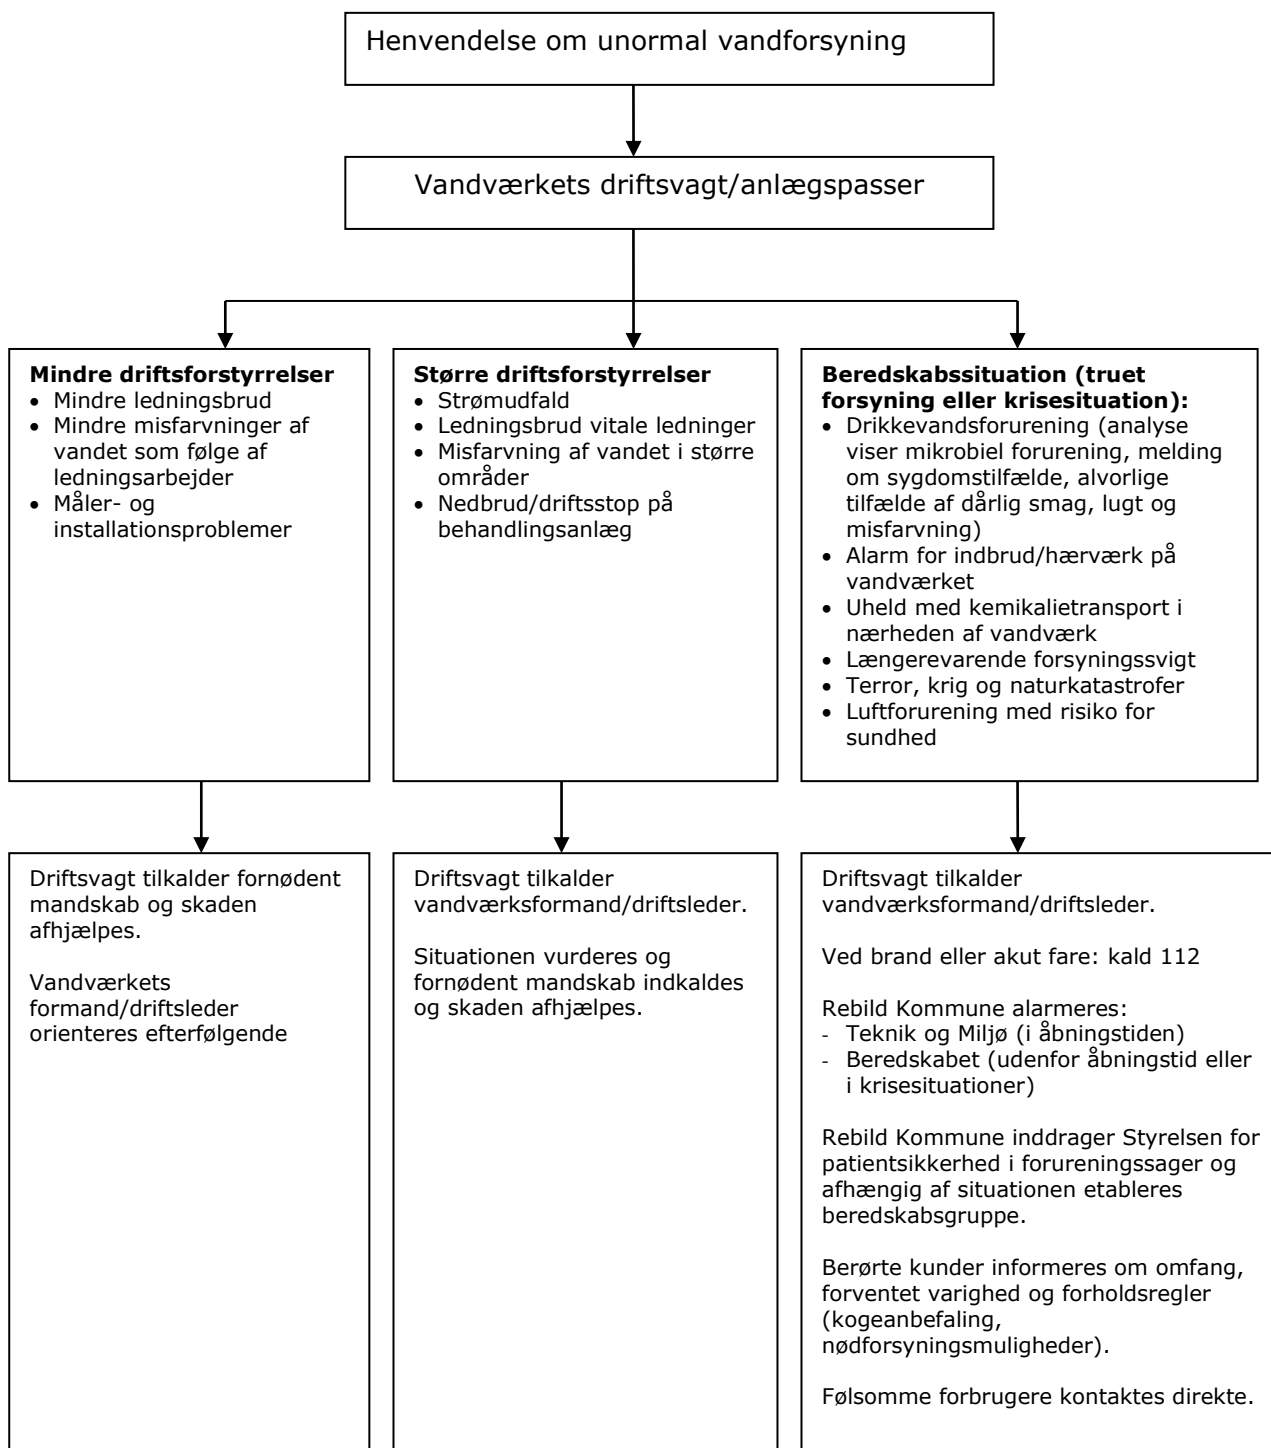 Henvendelse om unormal vandforsyning
Vandværkets driftsvagt/anlægspasser
Mindre driftsforstyrrelser
• Mindre ledningsbrud
• Mindre misfarvninger af
vandet som følge af
ledningsarbejder
• Måler- og
installationsproblemer
Større driftsforstyrrelser
• Strømudfald
• Ledningsbrud vitale ledninger
• Misfarvning af vandet i større
områder
• Nedbrud/driftsstop på
behandlingsanlæg
Beredskabssituation (truet
forsyning eller krisesituation):
• Drikkevandsforurening (analyse
viser mikrobiel forurening, melding
om sygdomstilfælde, alvorlige
tilfælde af dårlig smag, lugt og
misfarvning)
• Alarm for indbrud/hærværk på
vandværket
• Uheld med kemikalietransport i
nærheden af vandværk
• Længerevarende forsyningssvigt
• Terror, krig og naturkatastrofer
• Luftforurening med risiko for
sundhed
Driftsvagt tilkalder fornødent
mandskab og skaden
afhjælpes.
Vandværkets
formand/driftsleder
orienteres efterfølgende
Driftsvagt tilkalder
vandværksformand/driftsleder.
Situationen vurderes og
fornødent mandskab indkaldes
og skaden afhjælpes.
Driftsvagt tilkalder
vandværksformand/driftsleder.
Ved brand eller akut fare: kald 112
Rebild Kommune alarmeres:
- Teknik og Miljø (i åbningstiden)
- Beredskabet (udenfor åbningstid eller
i krisesituationer)
Rebild Kommune inddrager Styrelsen for
patientsikkerhed i forureningssager og
afhængig af situationen etableres
beredskabsgruppe.
Berørte kunder informeres om omfang,
forventet varighed og forholdsregler
(kogeanbefaling,
nødforsyningsmuligheder).
Følsomme forbrugere kontaktes direkte.